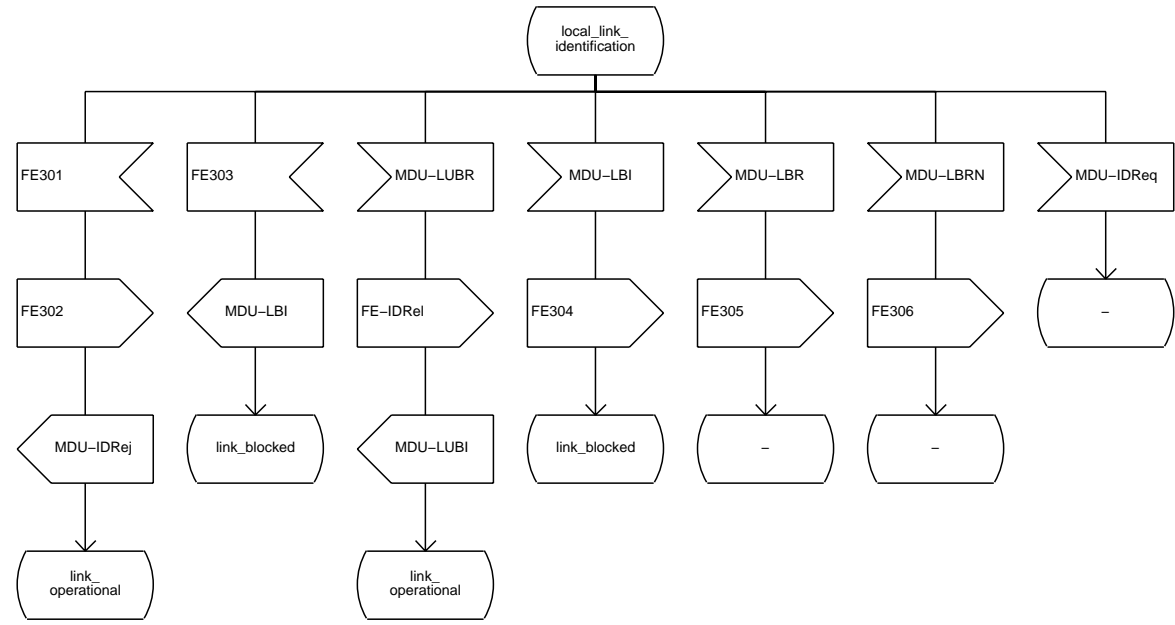 local_link_
identification
FE301
FE303
MDU−LUBR
MDU−LBI
MDU−LBR
MDU−LBRN
MDU−IDReq
FE302
MDU−LBI
FE−IDRel
FE304
FE305
FE306
−
MDU−IDRej
link_blocked
MDU−LUBI
link_blocked
−
−
link_
operational
link_
operational